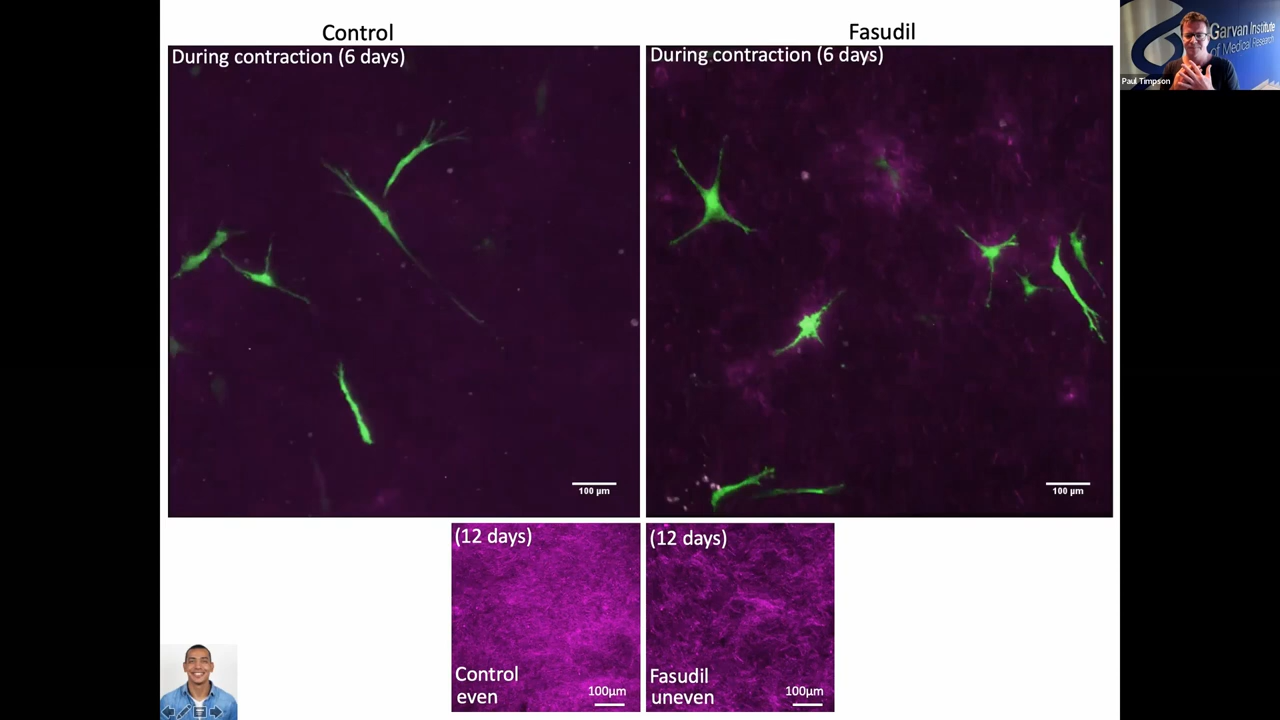 Control
Fasudil
During contraction (6 days)
During contraction (6 days)
Garvan Institute
of Medical Research
Paul Timpson
100 µm
100 µm
(12 days)
(12 days)
Control
even
100µm
Fasudil
uneven
100µm